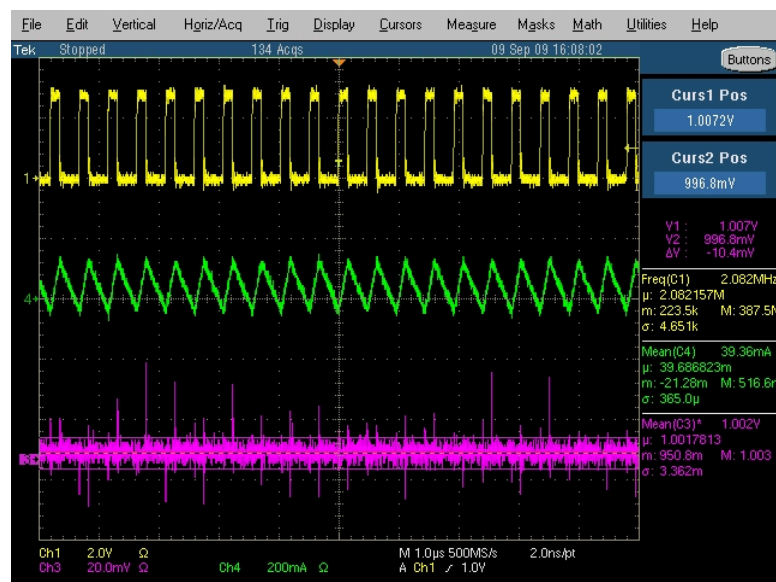 File Edit Vertical Horiz/Acq Trig Display Cursors Measure Masks Math Utilities Help
Tek Stopped 134 Acqs 09 Sep 09 16:08:02
Buttons
Curs1 Pos
1.0072V
Curs2 Pos
996.8mV
V1 : 1.007V
V2 : 996.8mV
ΔV : -10.4mV
Freq(C1) 2.082MHz
µ: 2.082157M
m: 223.5k M: 387.5M
σ: 4.651k
Mean(C4) 39.36mA
µ: 39.686823m
m: -21.28m M: 516.6m
σ: 365.0µ
Mean(C3)* 1.002V
µ: 1.0017813
m: 950.8m M: 1.003
σ: 3.362m
1
4
3
Ch1 2.0V Ω M 1.0µs 500MS/s 2.0ns/pt
Ch3 20.0mV Ω Ch4 200mA Ω A Ch1 ∕ 1.0V